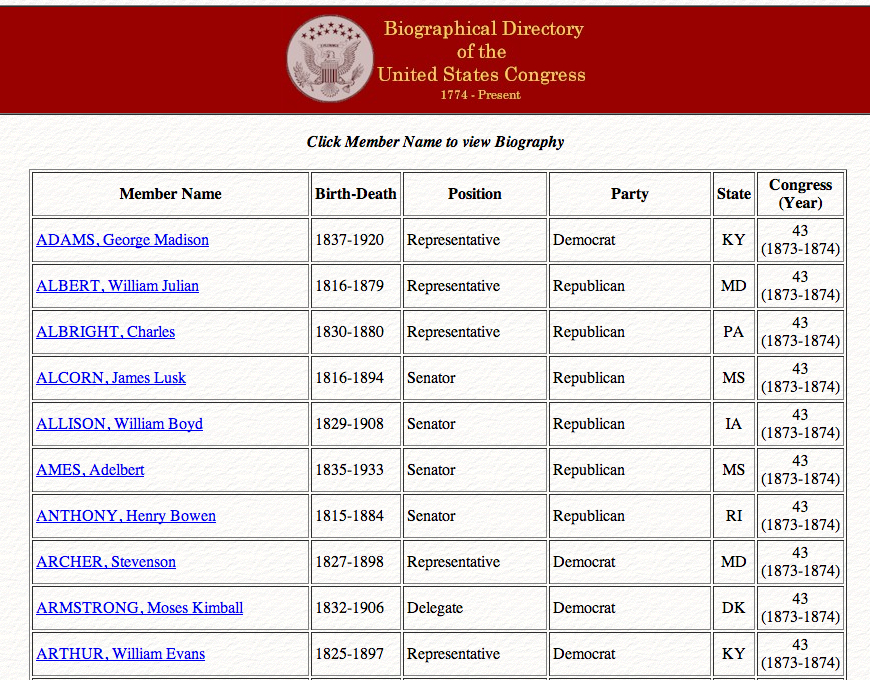 Biographical Directory
of the
United States Congress
1774 - Present
Click Member Name to view Biography
Member Name Birth-Death Position Party State Congress (Year)
ADAMS, George Madison 1837-1920 Representative Democrat KY 43 (1873-1874)
ALBERT, William Julian 1816-1879 Representative Republican MD 43 (1873-1874)
ALBRIGHT, Charles 1830-1880 Representative Republican PA 43 (1873-1874)
ALCORN, James Lusk 1816-1894 Senator Republican MS 43 (1873-1874)
ALLISON, William Boyd 1829-1908 Senator Republican IA 43 (1873-1874)
AMES, Adelbert 1835-1933 Senator Republican MS 43 (1873-1874)
ANTHONY, Henry Bowen 1815-1884 Senator Republican RI 43 (1873-1874)
ARCHER, Stevenson 1827-1898 Representative Democrat MD 43 (1873-1874)
ARMSTRONG, Moses Kimball 1832-1906 Delegate Democrat DK 43 (1873-1874)
ARTHUR, William Evans 1825-1897 Representative Democrat KY 43 (1873-1874)